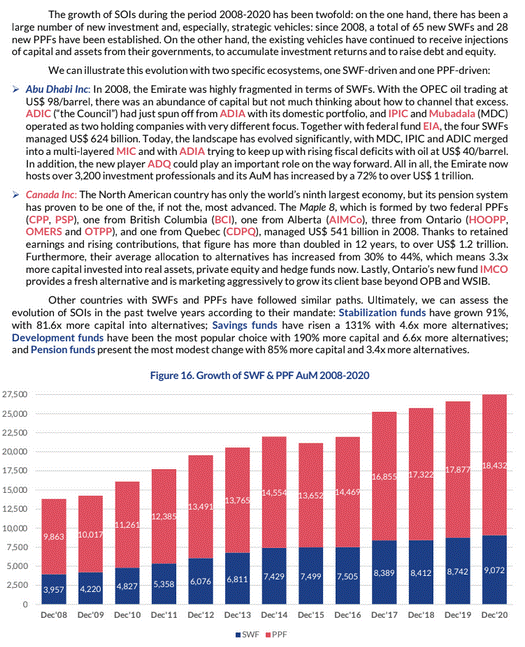 The growth of SOIs during the period 2008-2020 has been twofold: on the one hand, there has been a
large number of new investment and, especially, strategic vehicles: since 2008, a total of 65 new SWFs and 28
new PPFs have been established. On the other hand, the existing vehicles have continued to receive injections
of capital and assets from their governments, to accumulate investment returns and to raise debt and equity.
We can illustrate this evolution with two specific ecosystems, one SWF-driven and one PPF-driven:
➢ Abu Dhabi Inc: In 2008, the Emirate was highly fragmented in terms of SWFs. With the OPEC oil trading at
US$ 98/barrel, there was an abundance of capital but not much thinking about how to channel that excess.
ADIC ("the Council") had just spun off from ADIA with its domestic portfolio, and IPIC and Mubadala (MDC)
operated as two holding companies with very different focus. Together with federal fund EIA, the four SWFs
managed US$ 624 billion. Today, the landscape has evolved significantly, with MDC, IPIC and ADIC merged
into a multi-layered MIC and with ADIA trying to keep up with rising fiscal deficits with oil at US$ 40/barrel.
In addition, the new player ADQ could play an important role on the way forward. All in all, the Emirate now
hosts over 3,200 investment professionals and its AuM has increased by a 72% to over US$ 1 trillion.
➢ Canada Inc: The North American country has only the world's ninth largest economy, but its pension system
has proven to be one of the, if not the, most advanced. The Maple 8, which is formed by two federal PPFs
(CPP, PSP), one from British Columbia (BCI), one from Alberta (AIMCo), three from Ontario (HOOPP,
OMERS and OTPP), and one from Quebec (CDPQ), managed US$ 541 billion in 2008. Thanks to retained
earnings and rising contributions, that figure has more than doubled in 12 years, to over US$ 1.2 trillion.
Furthermore, their average allocation to alternatives has increased from 30% to 44%, which means 3.3x
more capital invested into real assets, private equity and hedge funds now. Lastly, Ontario's new fund IMCO
provides a fresh alternative and is marketing aggressively to grow its client base beyond OPB and WSIB.
Other countries with SWFs and PPFs have followed similar paths. Ultimately, we can assess the
evolution of SOIs in the past twelve years according to their mandate: Stabilization funds have grown 91%,
with 81.6x more capital into alternatives; Savings funds have risen a 131% with 4.6x more alternatives;
Development funds have been the most popular choice with 190% more capital and 6.6x more alternatives;
and Pension funds present the most modest change with 85% more capital and 3.4x more alternatives.
Figure 16. Growth of SWF & PPF AuM 2008-2020
27,500
25,000
22,500
20,000
17,500
15,000
12,500
10,000
7,500
5,000
2,500
0
9,863 10,017 11,261 12,385 13,491 13,765 14,554 13,652 14,469 16,855 17,322 17,877 18,432
3,957 4,220 4,827 5,358 6,076 6,811 7,429 7,499 7,505 8,389 8,412 8,742 9,072
Dec'08 Dec'09 Dec'10 Dec'11 Dec'12 Dec'13 Dec'14 Dec'15 Dec'16 Dec'17 Dec'18 Dec'19 Dec'20
SWF PPF